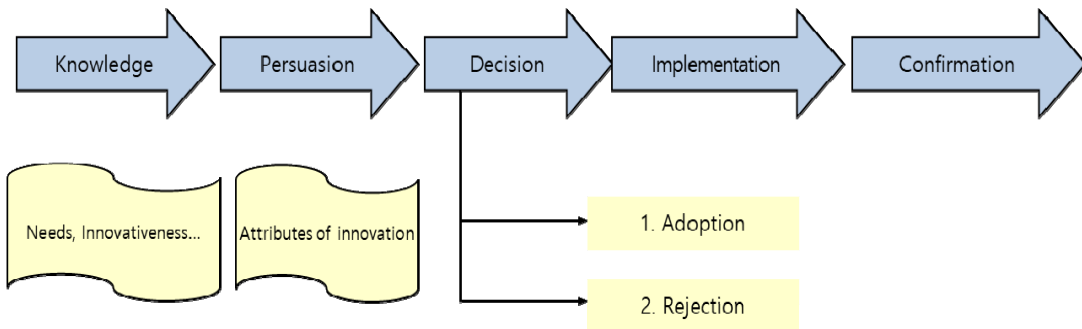 Knowledge
Persuasion
Decision
Implementation
Confirmation
Needs, Innovativeness...
Attributes of innovation
1. Adoption
2. Rejection